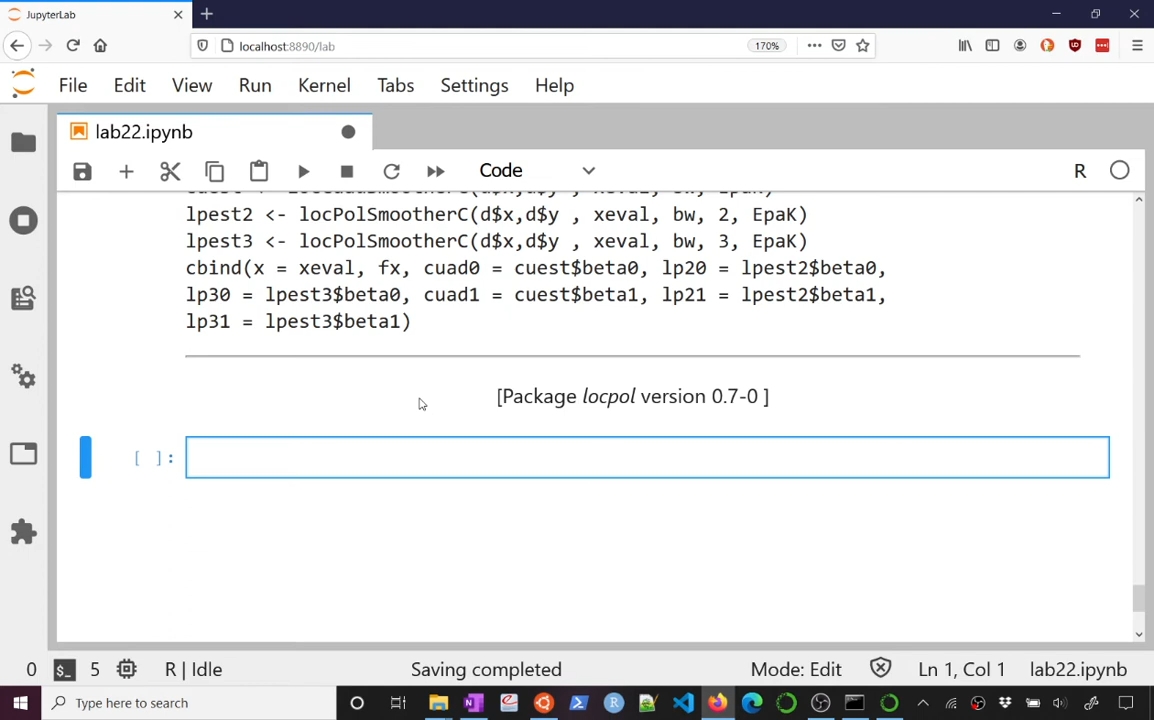 JupyterLab
localhost:8890/lab
170%
File Edit View Run Kernel Tabs Settings Help
lab22.ipynb
Code
R
lpest2 <- locPolSmootherC(d$x,d$y , xeval, bw, 2, EpaK)
lpest3 <- locPolSmootherC(d$x,d$y , xeval, bw, 3, EpaK)
cbind(x = xeval, fx, cuad0 = cuest$beta0, lp20 = lpest2$beta0,
lp30 = lpest3$beta0, cuad1 = cuest$beta1, lp21 = lpest2$beta1,
lp31 = lpest3$beta1)
[Package locpol version 0.7-0 ]
[ ]:
0 $_ 5 R | Idle Saving completed Mode: Edit Ln 1, Col 1 lab22.ipynb
Type here to search